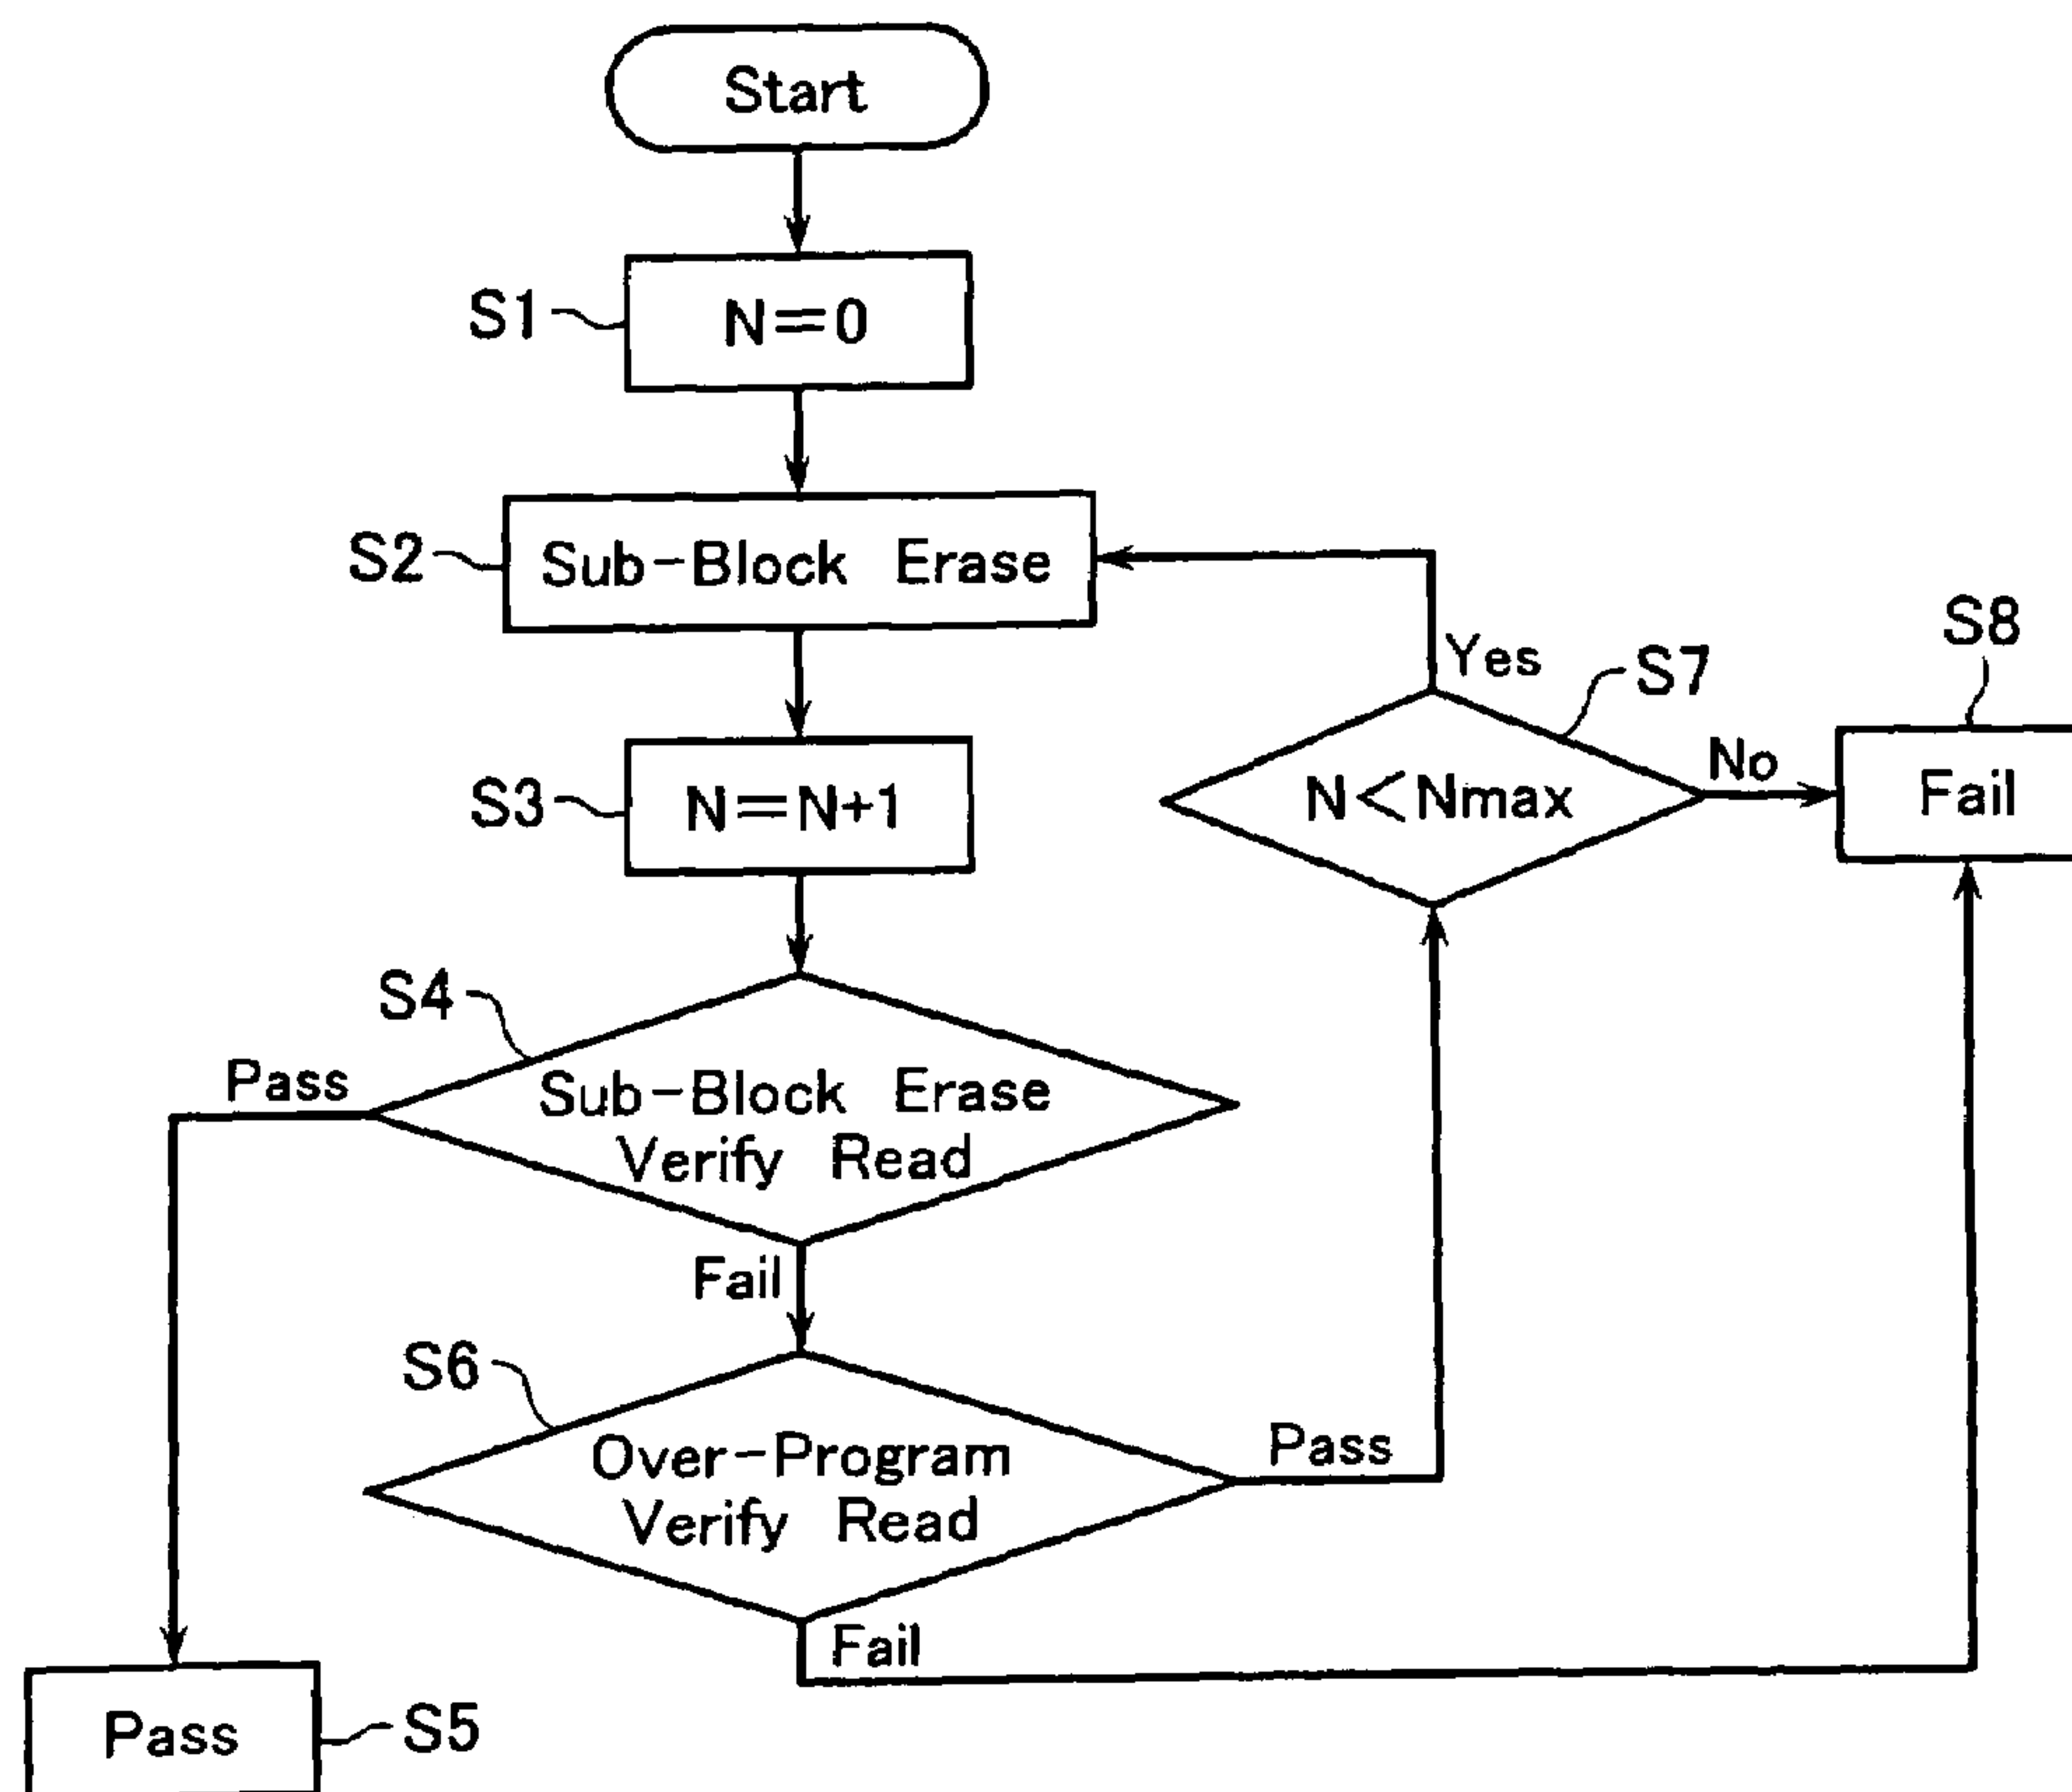 Start
S1
N=0
S2
Sub-Block Erase
S3
N=N+1
Yes
S7
N<Nmax
No
S8
Fail
S4
Pass
Sub-Block Erase
Verify Read
Fail
S6
Over-Program
Verify Read
Pass
Fail
Pass
S5